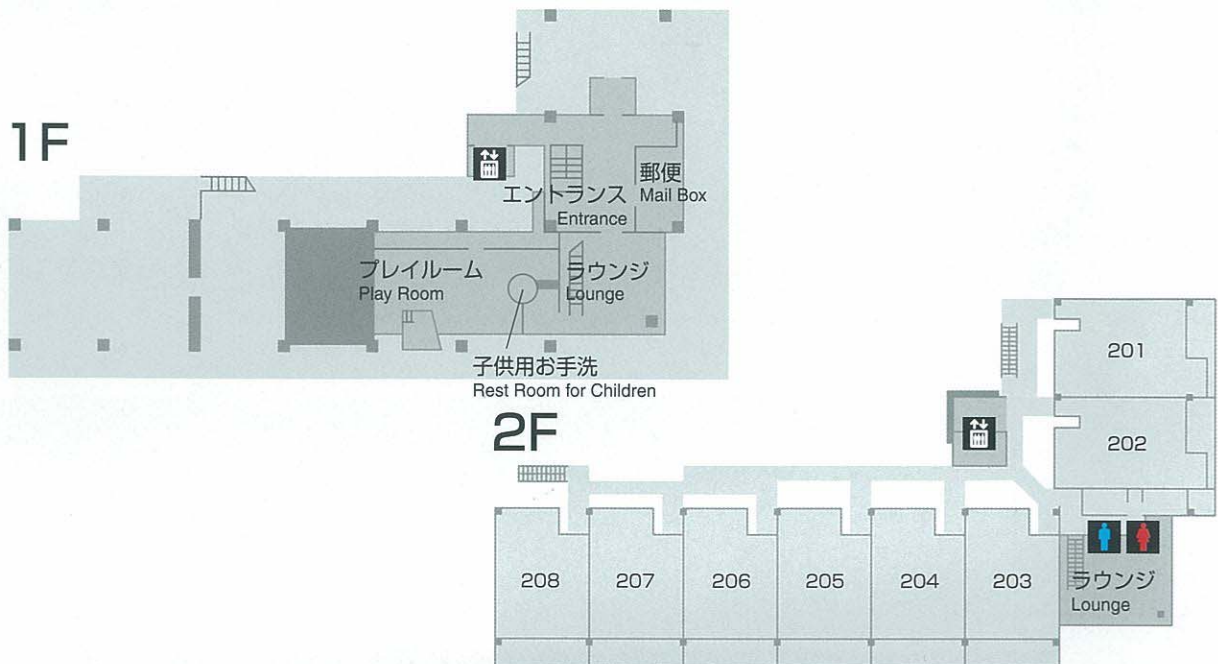 1F
郵便
Mail Box
エントランス
Entrance
プレイルーム
Play Room
ラウンジ
Lounge
子供用お手洗
Rest Room for Children
2F
201
202
208
207
206
205
204
203
ラウンジ
Lounge